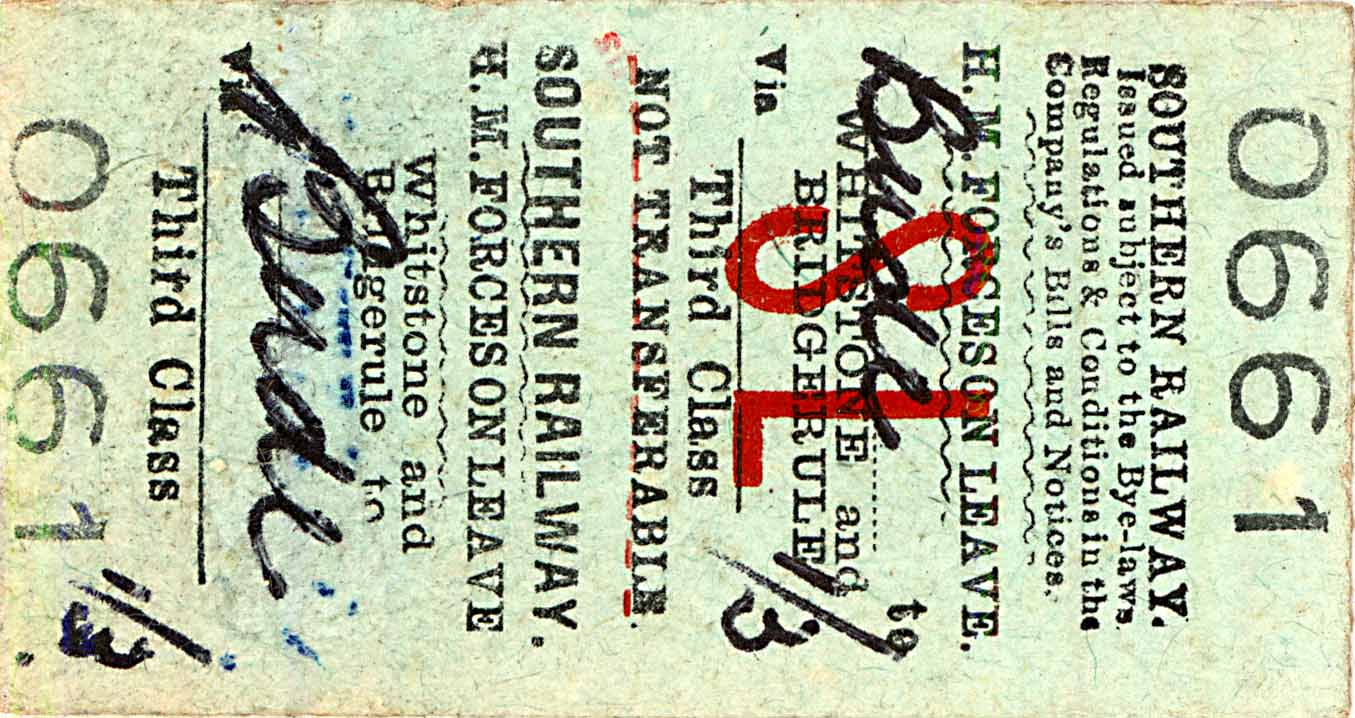 0661
SOUTHERN RAILWAY.
Issued subject to the Bye-laws,
Regulations & Conditions in the
Company's Bills and Notices.
H.M. FORCES ON LEAVE.
Bude to
WHITSTONE and
BRIDGERULE
SL
Via
1/3
Third Class
NOT TRANSFERABLE.
SOUTHERN RAILWAY.
H.M. FORCES ON LEAVE
Whitstone and
Bridgerule to
Bude
Via
Third Class
1/3
0661